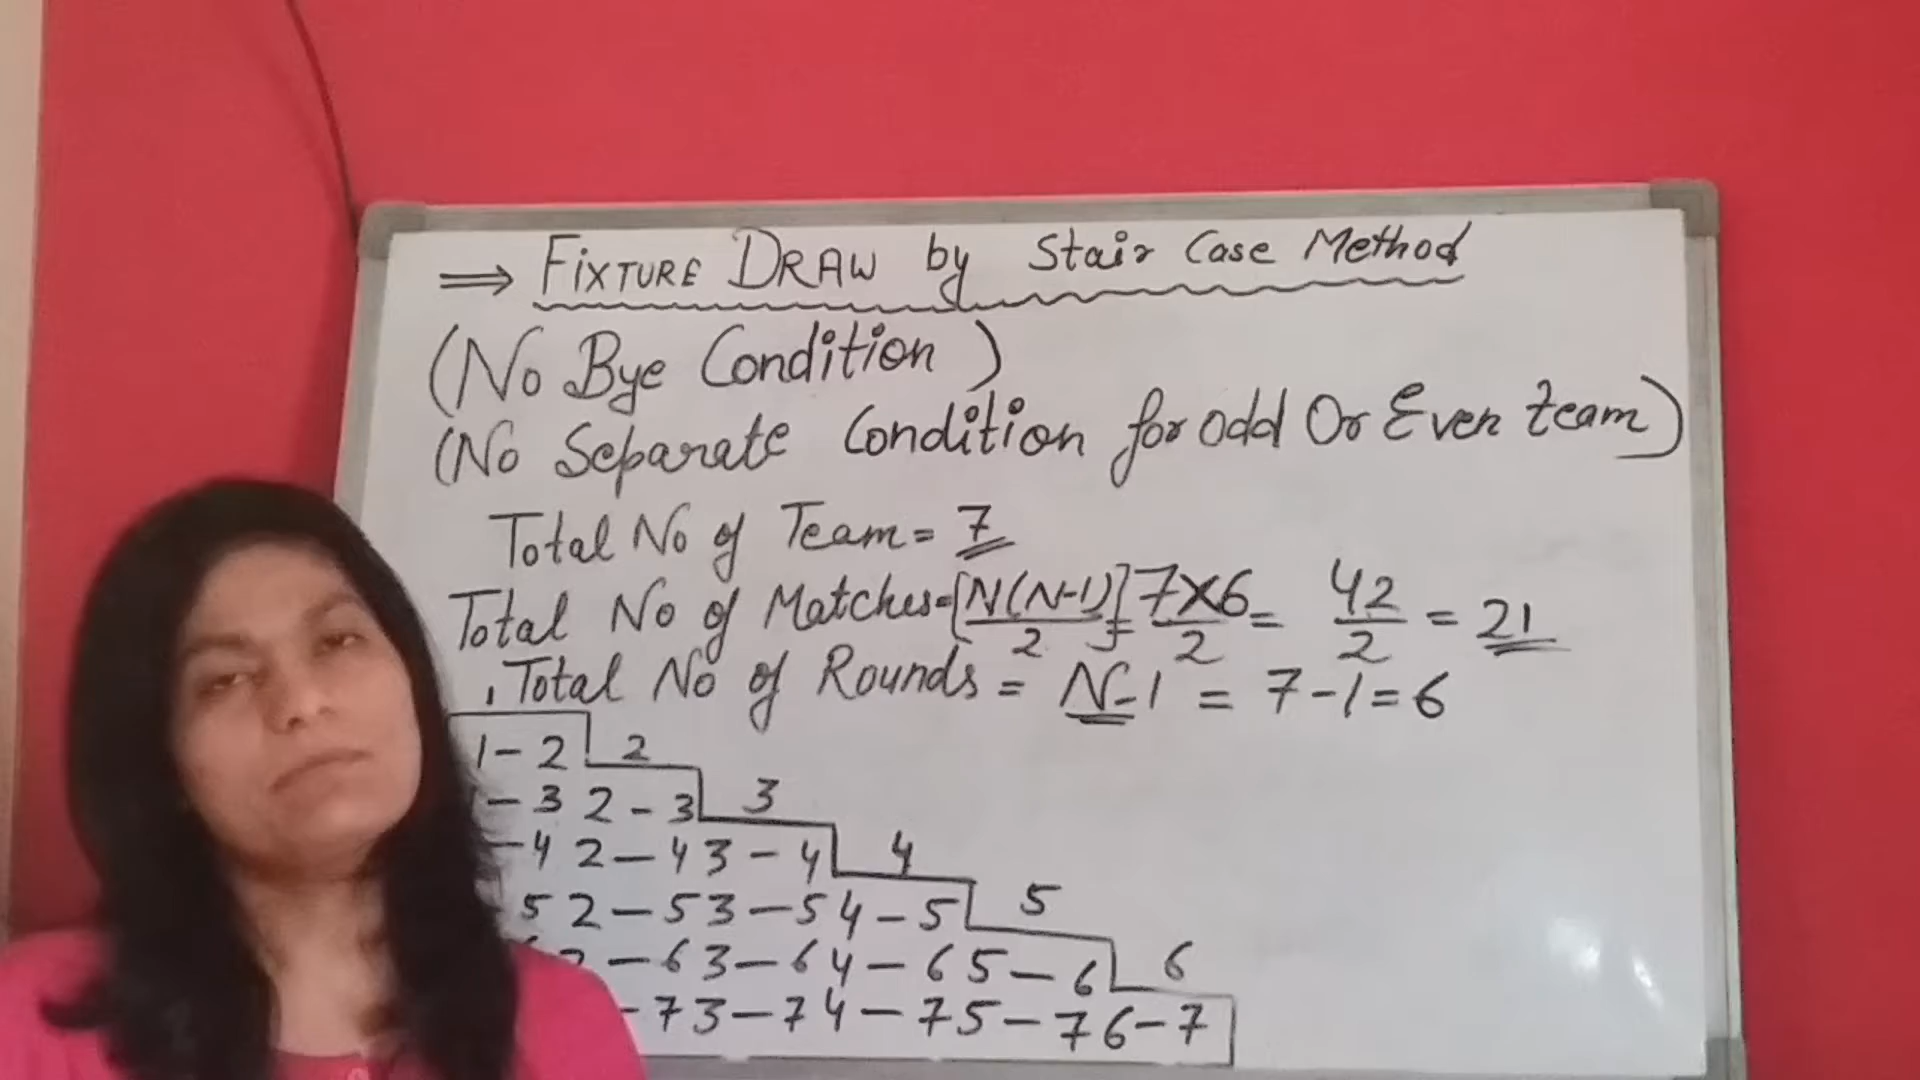 ⇒ FIXTURE DRAW by Stair Case Method
(No Bye Condition)
(No Separate Condition for odd Or Even team)
Total No of Team = 7
Total No of Matches = [N(N-1)/2] = 7×6/2 = 42/2 = 21
Total No of Rounds = N-1 = 7-1=6
1-2 2
-3 2-3 3
-4 2-4 3-4 4
5 2-5 3-5 4-5 5
-6 3-6 4-6 5-6 6
-7 3-7 4-7 5-7 6-7